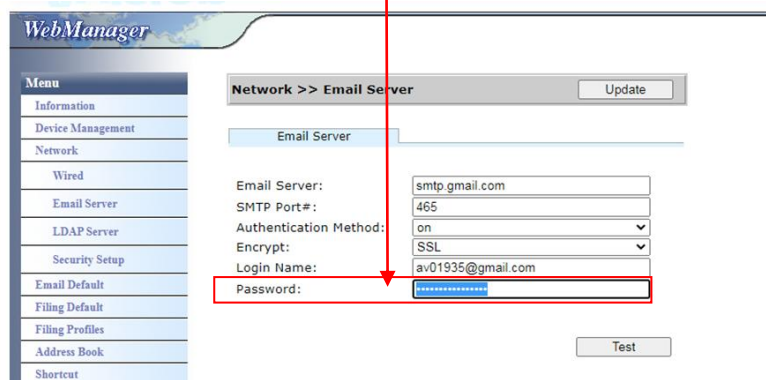 WebManager
Menu
Information
Device Management
Network
Wired
Email Server
LDAP Server
Security Setup
Email Default
Filing Default
Filing Profiles
Address Book
Shortcut
Network >> Email Server Update
Email Server
Email Server: smtp.gmail.com
SMTP Port#: 465
Authentication Method: on
Encrypt: SSL
Login Name: av01935@gmail.com
Password: ••••••••••••••••
Test